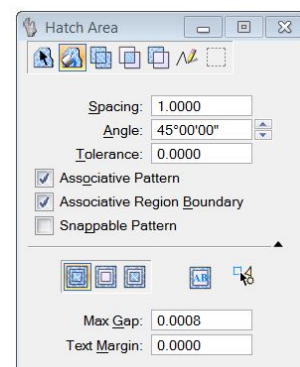 Hatch Area
Spacing: 1.0000
Angle: 45°00'00"
Tolerance: 0.0000
Associative Pattern
Associative Region Boundary
Snappable Pattern
AB
Max Gap: 0.0008
Text Margin: 0.0000